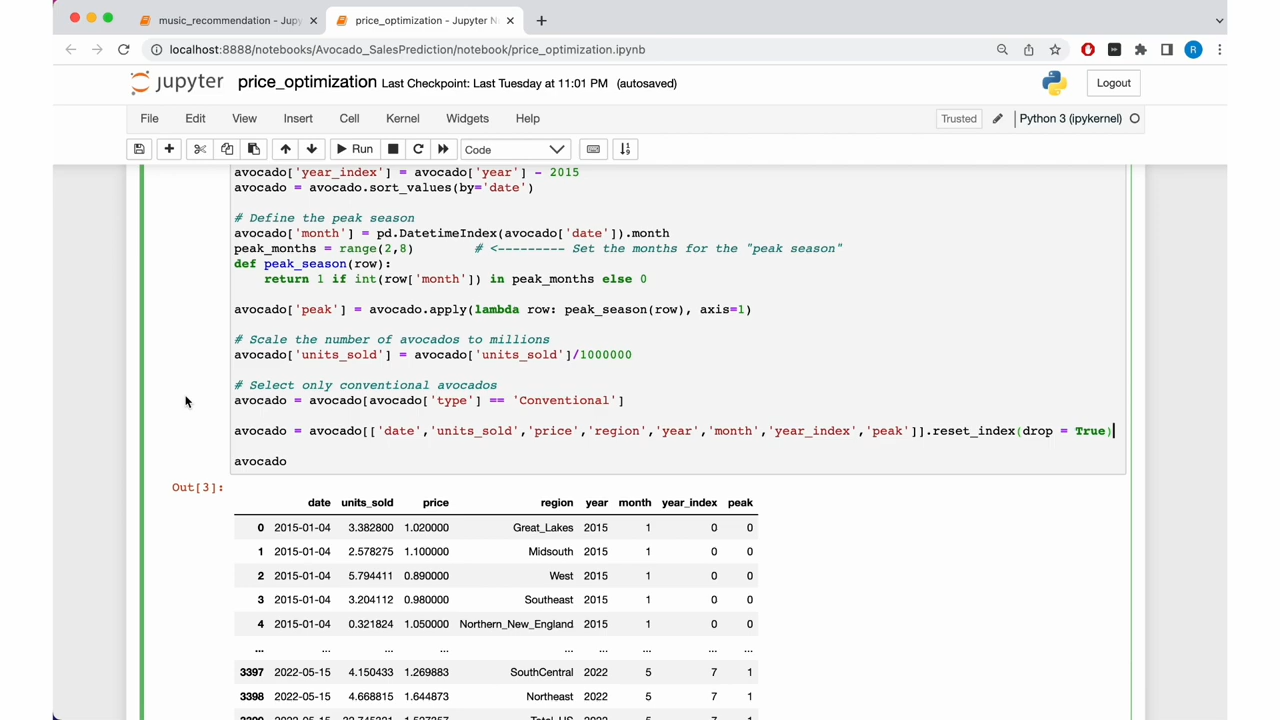 music_recommendation - Jupy
price_optimization - Jupyter N
localhost:8888/notebooks/Avocado_SalesPrediction/notebook/price_optimization.ipynb
R
jupyter price_optimization Last Checkpoint: Last Tuesday at 11:01 PM (autosaved)
Logout
File Edit View Insert Cell Kernel Widgets Help
Trusted Python 3 (ipykernel)
Run Code
avocado['year_index'] = avocado['year'] - 2015
avocado = avocado.sort_values(by='date')
# Define the peak season
avocado['month'] = pd.DatetimeIndex(avocado['date']).month
peak_months = range(2,8) # <--------- Set the months for the "peak season"
def peak_season(row):
return 1 if int(row['month']) in peak_months else 0
avocado['peak'] = avocado.apply(lambda row: peak_season(row), axis=1)
# Scale the number of avocados to millions
avocado['units_sold'] = avocado['units_sold']/1000000
# Select only conventional avocados
avocado = avocado[avocado['type'] == 'Conventional']
avocado = avocado[['date','units_sold','price','region','year','month','year_index','peak']].reset_index(drop = True)
avocado
Out[3]:
date units_sold price region year month year_index peak
0 2015-01-04 3.382800 1.020000 Great_Lakes 2015 1 0 0
1 2015-01-04 2.578275 1.100000 Midsouth 2015 1 0 0
2 2015-01-04 5.794411 0.890000 West 2015 1 0 0
3 2015-01-04 3.204112 0.980000 Southeast 2015 1 0 0
4 2015-01-04 0.321824 1.050000 Northern_New_England 2015 1 0 0
... ... ... ... ... ... ... ... ...
3397 2022-05-15 4.150433 1.269883 SouthCentral 2022 5 7 1
3398 2022-05-15 4.668815 1.644873 Northeast 2022 5 7 1